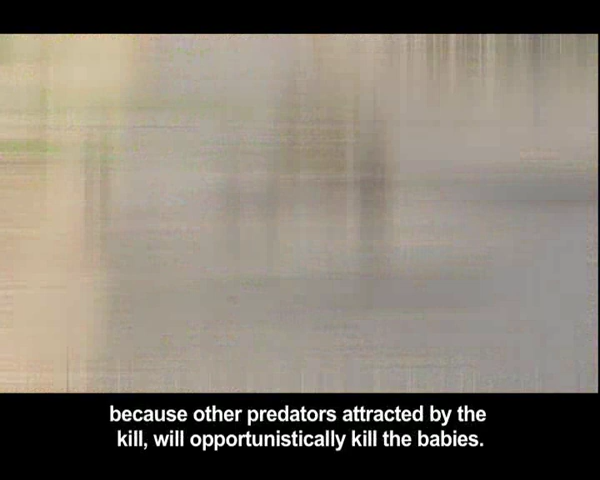 because other predators attracted by the
kill, will opportunistically kill the babies.